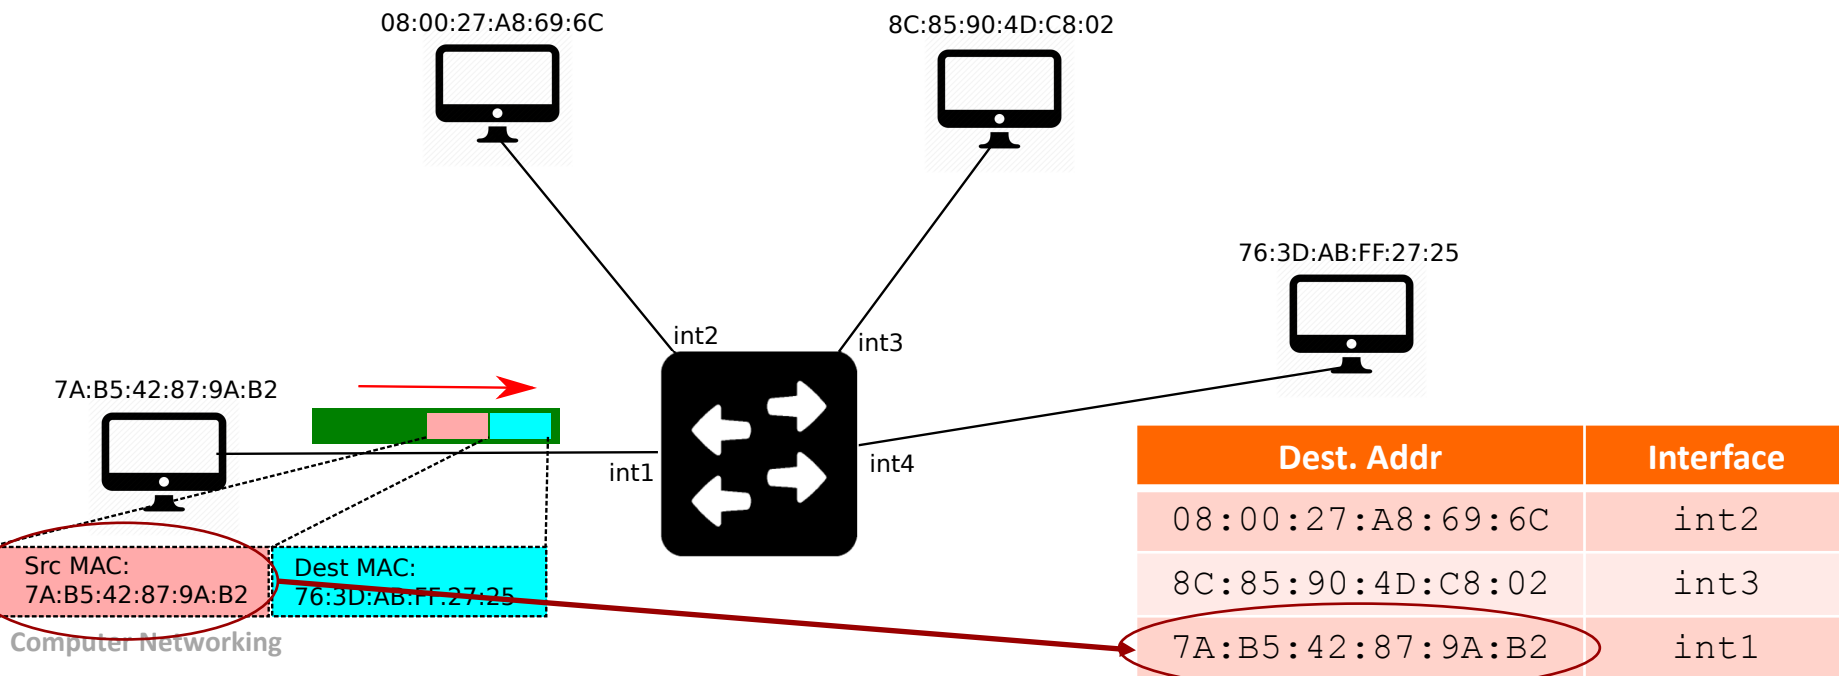 08:00:27:A8:69:6C
8C:85:90:4D:C8:02
76:3D:AB:FF:27:25
int2
int3
7A:B5:42:87:9A:B2
int1
int4
Src MAC:
7A:B5:42:87:9A:B2
Dest MAC:
76:3D:AB:FF:27:25
Computer Networking
Dest. Addr Interface
08:00:27:A8:69:6C int2
8C:85:90:4D:C8:02 int3
7A:B5:42:87:9A:B2 int1